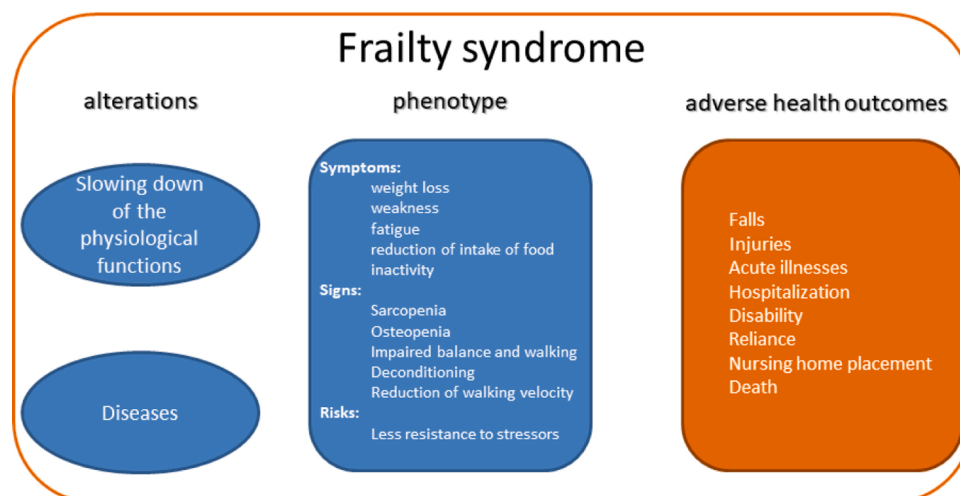 Frailty syndrome
alterations
phenotype
adverse health outcomes
Slowing down
of the
physiological
functions
Diseases
Symptoms:
weight loss
weakness
fatigue
reduction of intake of food
inactivity
Signs:
Sarcopenia
Osteopenia
Impaired balance and walking
Deconditioning
Reduction of walking velocity
Risks:
Less resistance to stressors
Falls
Injuries
Acute illnesses
Hospitalization
Disability
Reliance
Nursing home placement
Death